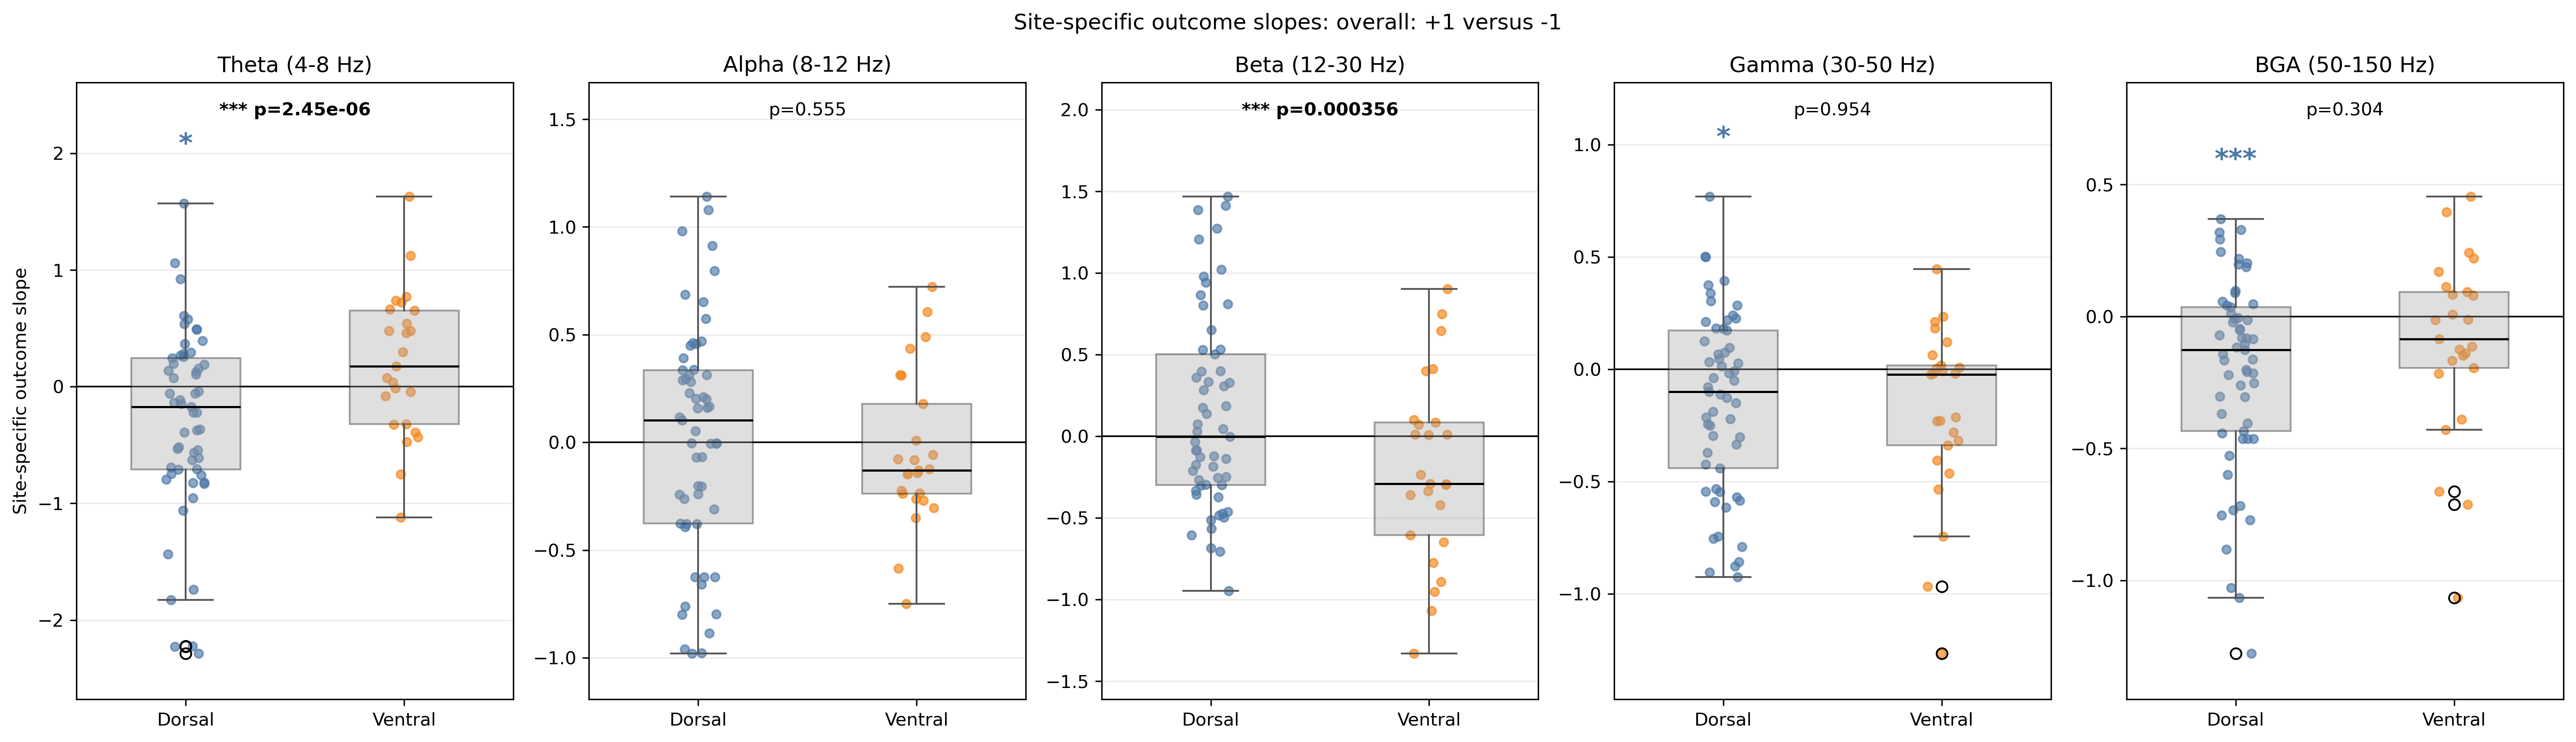 Site-specific outcome slopes: overall: +1 versus -1
Theta (4-8 Hz)
Alpha (8-12 Hz)
Beta (12-30 Hz)
Gamma (30-50 Hz)
BGA (50-150 Hz)
Site-specific outcome slope
*** p=2.45e-06
*
2
1
0
−1
−2
Dorsal
Ventral
p=0.555
1.5
1.0
0.5
0.0
−0.5
−1.0
Dorsal
Ventral
*** p=0.000356
2.0
1.5
1.0
0.5
0.0
−0.5
−1.0
−1.5
Dorsal
Ventral
p=0.954
*
1.0
0.5
0.0
−0.5
−1.0
Dorsal
Ventral
p=0.304
***
0.5
0.0
−0.5
−1.0
Dorsal
Ventral